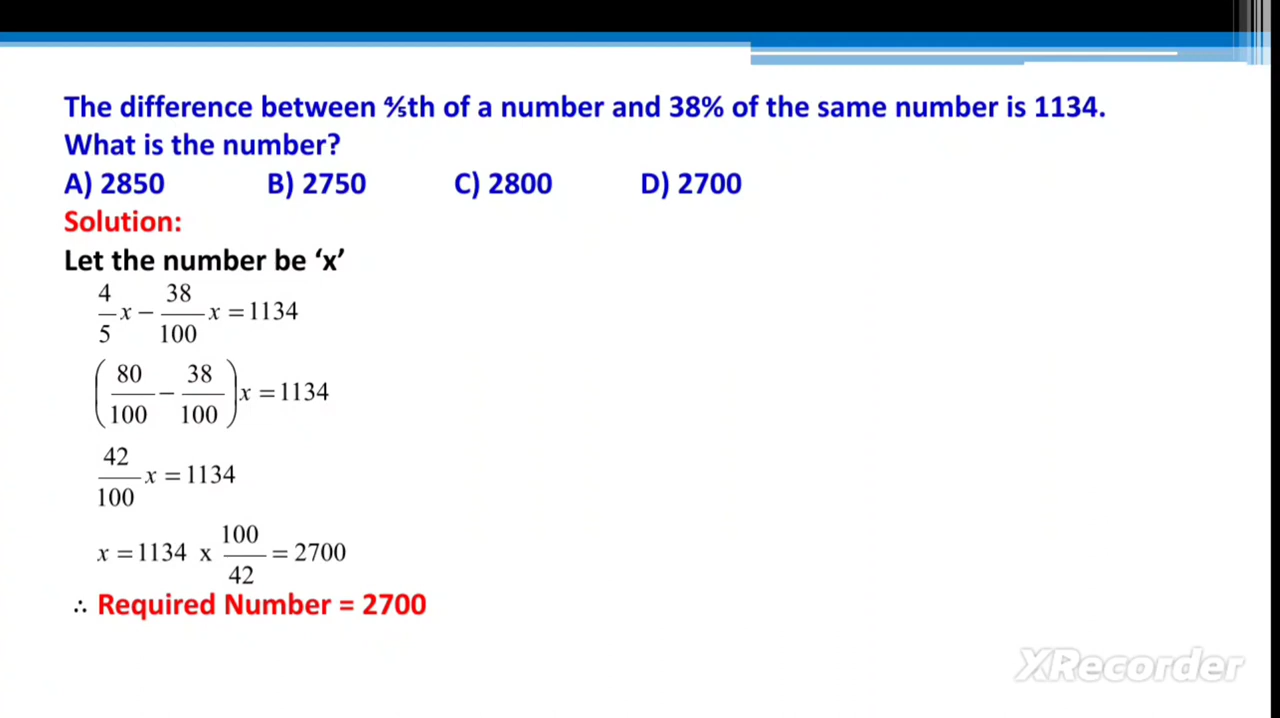 The difference between ⅘th of a number and 38% of the same number is 1134.
What is the number?
A) 2850 B) 2750 C) 2800 D) 2700
Solution:
Let the number be ‘x’
4/5 x − 38/100 x = 1134
(80/100 − 38/100) x = 1134
42/100 x = 1134
x = 1134 x 100/42 = 2700
∴ Required Number = 2700
XRecorder